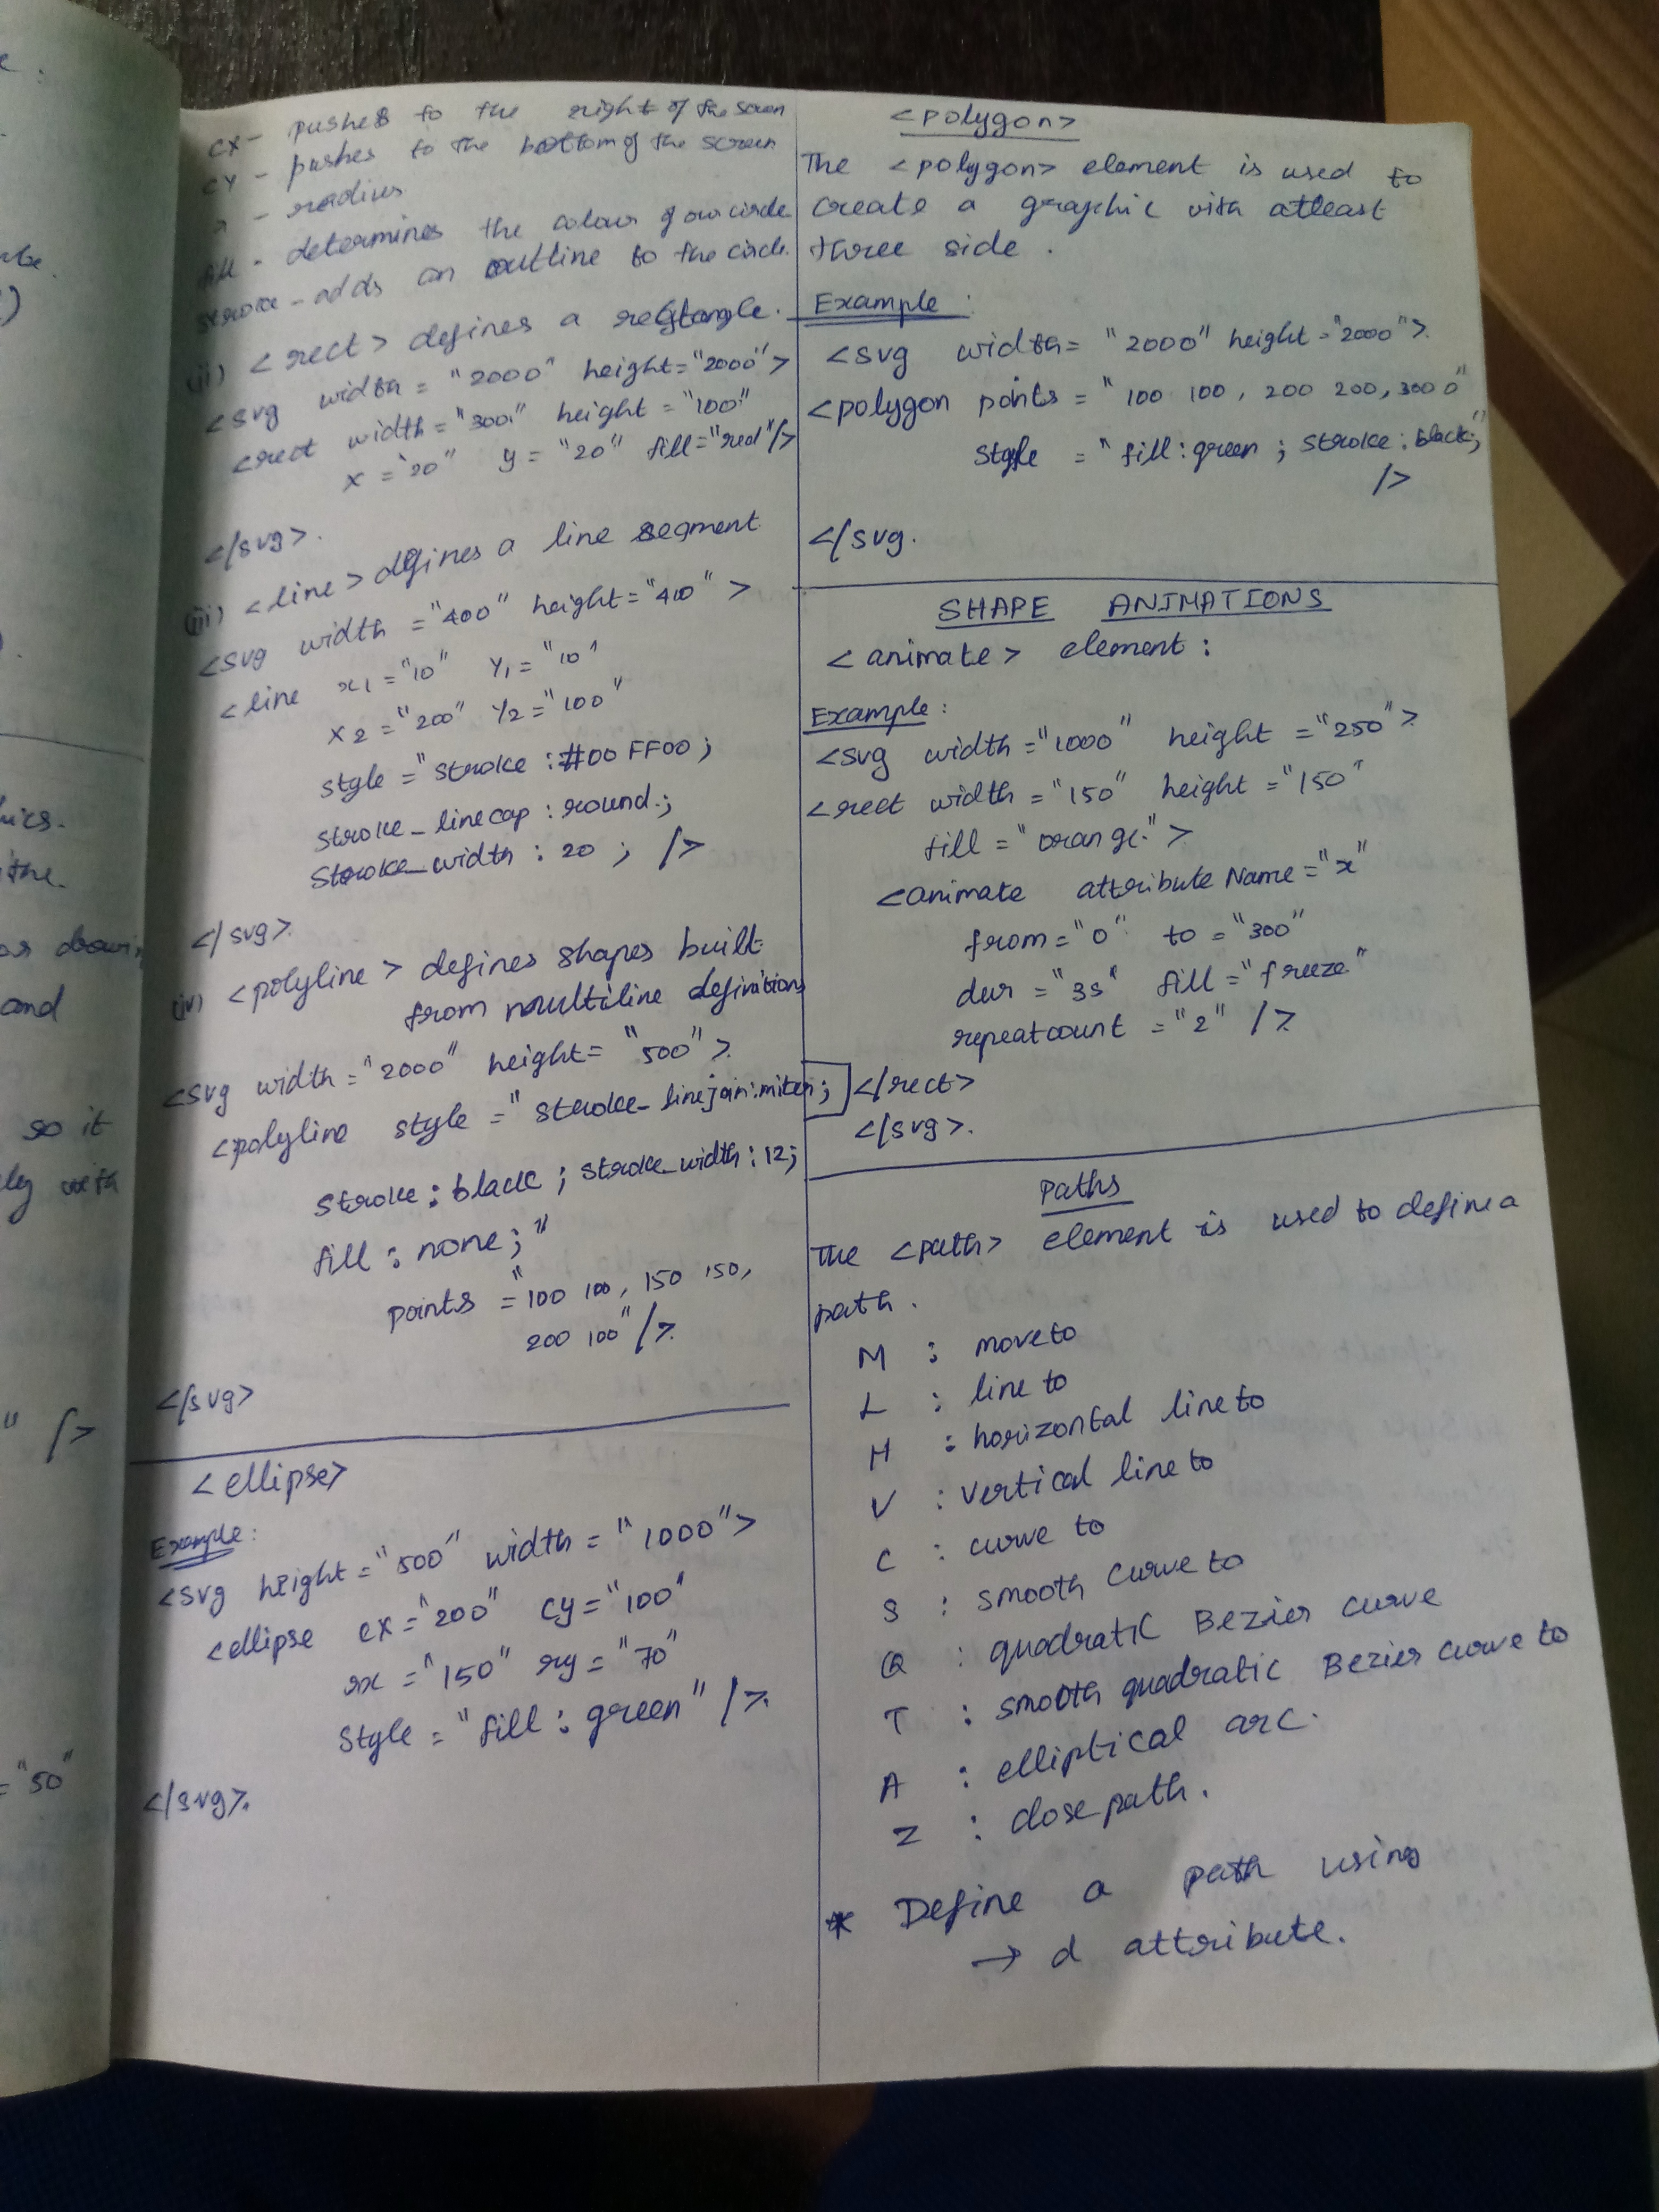 cx - pushes to the right of the screen
cy - pushes to the bottom of the screen
r - radius
fill - determines the colour of our circle
stroke - adds an outline to the circle.
(ii) <rect> defines a rectangle.
<svg width = "2000" height="2000">
<rect width="300" height="100"
x="20" y="20" fill="red"/>
</svg>.
(iii) <line> defines a line segment
<svg width="400" height="400">
<line x1="10" y1="10"
x2="200" y2="100"
style="stroke:#00FF00;
stroke_linecap:round;
stroke_width:20; />
</svg>
(iv) <polyline> defines shapes built
from multiline definitions
<svg width="2000" height="500">
<polyline style="stroke_linejoin:miter;
stroke:black; stroke_width:12;
fill:none;"
points="100 100, 150 150,
200 100"/>
</svg>
<ellipse>
Example:
<svg height="500" width="1000">
<ellipse cx="200" cy="100"
rx="150" ry="70"
style="fill:green"/>
</svg>
<polygon>
The <polygon> element is used to
create a graphic with atleast
three side.
Example:
<svg width="2000" height="2000">
<polygon points="100 100, 200 200, 300 0"
style="fill:green; stroke:black;"
/>
</svg.
SHAPE ANIMATIONS
<animate> element:
Example:
<svg width="1000" height="250">
<rect width="150" height="150"
fill="orange">
<animate attributeName="x"
from="0" to="300"
dur="3s" fill="freeze"
repeatcount="2"/>
</rect>
</svg>.
Paths
The <path> element is used to define a
path.
M : move to
L : line to
H : horizontal line to
V : vertical line to
C : curve to
S : smooth curve to
Q : quadratic Bezier curve
T : smooth quadratic Bezier curve to
A : elliptical arc.
Z : close path.
* Define a path using
→ d attribute.
so it
and
/>
="50"